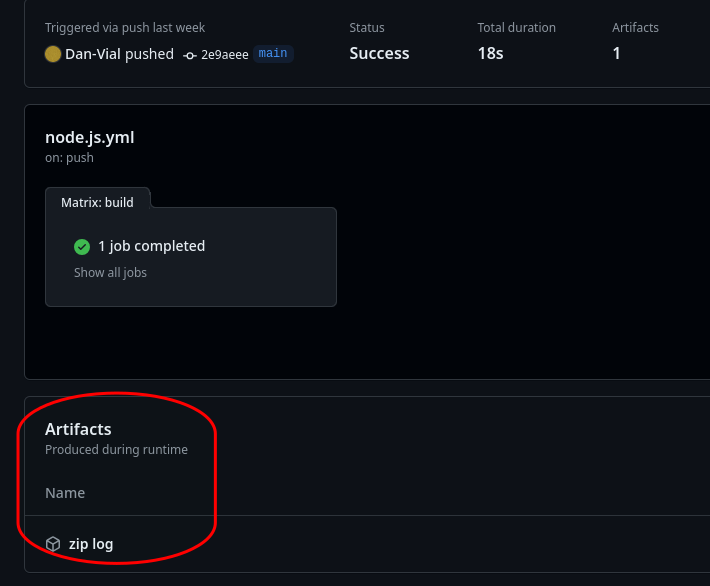 Triggered via push last week Status Total duration Artifacts
Dan-Vial pushed 2e9aeee main Success 18s 1
node.js.yml
on: push
Matrix: build
1 job completed
Show all jobs
Artifacts
Produced during runtime
Name
zip log